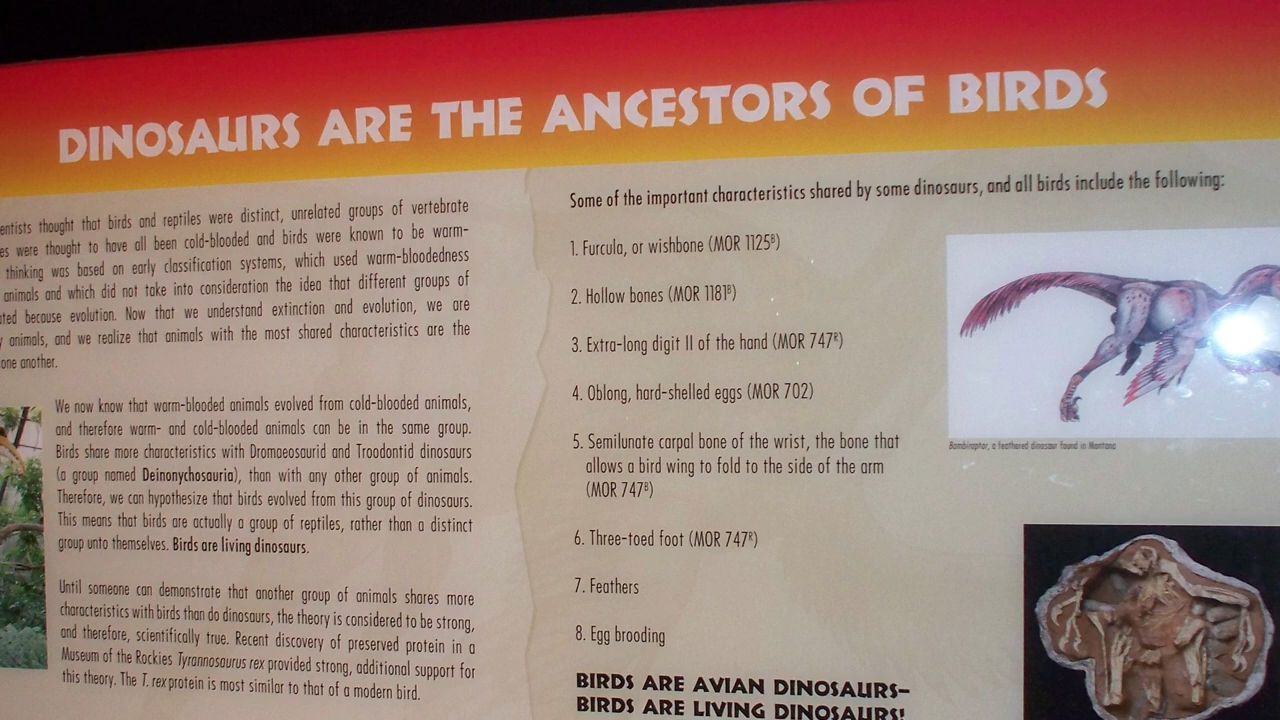 DINOSAURS ARE THE ANCESTORS OF BIRDS
thought that birds and reptiles were distinct, unrelated groups of vertebrate
were thought to have all been cold-blooded and birds were known to be warm-
thinking was based on early classification systems, which used warm-bloodedness
animals and which did not take into consideration the idea that different groups of
because evolution. Now that we understand extinction and evolution, we are
animals, and we realize that animals with the most shared characteristics are the
one another.
We now know that warm-blooded animals evolved from cold-blooded animals,
and therefore warm- and cold-blooded animals can be in the same group.
Birds share more characteristics with Dromaeosaurid and Troodontid dinosaurs
(a group named Deinonychosauria), than with any other group of animals.
Therefore, we can hypothesize that birds evolved from this group of dinosaurs.
This means that birds are actually a group of reptiles, rather than a distinct
group unto themselves. Birds are living dinosaurs.
Until someone can demonstrate that another group of animals shares more
characteristics with birds than do dinosaurs, the theory is considered to be strong,
and therefore, scientifically true. Recent discovery of preserved protein in a
Museum of the Rockies Tyrannosaurus rex provided strong, additional support for
this theory. The T. rex protein is most similar to that of a modern bird.
Some of the important characteristics shared by some dinosaurs, and all birds include the following:
1. Furcula, or wishbone (MOR 1125ᴮ)
2. Hollow bones (MOR 1181ᴮ)
3. Extra-long digit II of the hand (MOR 747ᴿ)
4. Oblong, hard-shelled eggs (MOR 702)
5. Semilunate carpal bone of the wrist, the bone that
allows a bird wing to fold to the side of the arm
(MOR 747ᴮ)
6. Three-toed foot (MOR 747ᴿ)
7. Feathers
8. Egg brooding
BIRDS ARE AVIAN DINOSAURS–
BIRDS ARE LIVING DINOSAURS!
Bambiraptor, a feathered dinosaur found in Montana